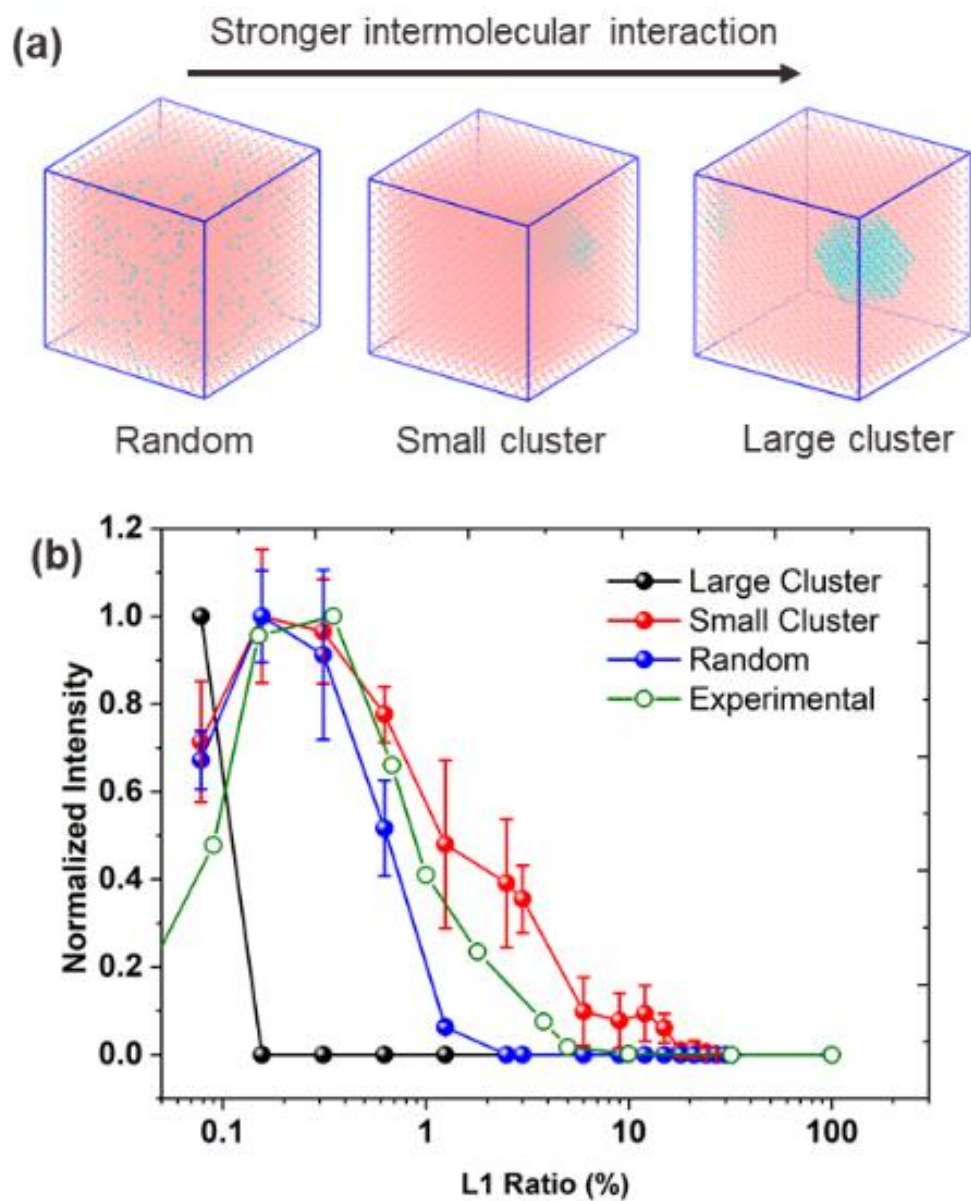 (a)
Stronger intermolecular interaction
Random
Small cluster
Large cluster
(b)
1.2
1.0
0.8
0.6
0.4
0.2
0.0
Normalized Intensity
Large Cluster
Small Cluster
Random
Experimental
0.1
1
10
100
L1 Ratio (%)